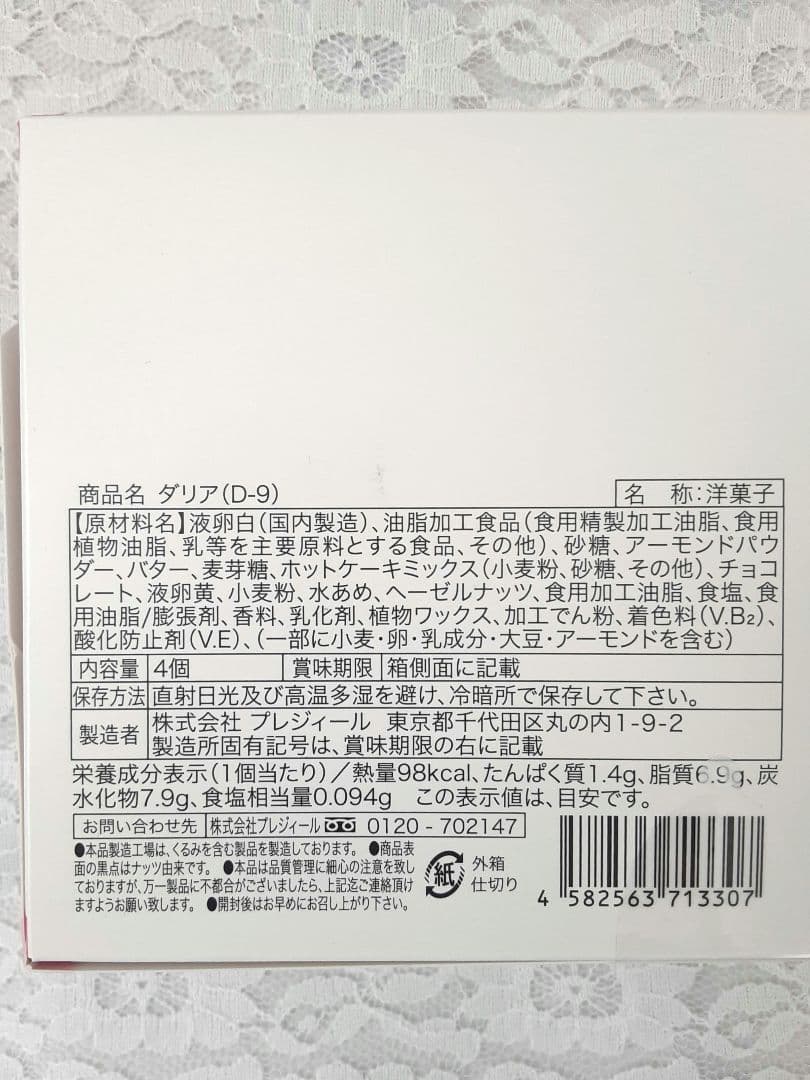 商品名 ダリア(D-9)
名 称:洋菓子
【原材料名】液卵白(国内製造)、油脂加工食品(食用精製加工油脂、食用
植物油脂、乳等を主要原料とする食品、その他)、砂糖、アーモンドパウ
ダー、バター、麦芽糖、ホットケーキミックス(小麦粉、砂糖、その他)、チョコ
レート、液卵黄、小麦粉、水あめ、ヘーゼルナッツ、食用加工油脂、食塩、食
用油脂/膨張剤、香料、乳化剤、植物ワックス、加工でん粉、着色料(V.B₂)、
酸化防止剤(V.E)、(一部に小麦・卵・乳成分・大豆・アーモンドを含む)
内容量 4個 賞味期限 箱側面に記載
保存方法 直射日光及び高温多湿を避け、冷暗所で保存して下さい。
製造者 株式会社 プレジィール 東京都千代田区丸の内1-9-2
製造所固有記号は、賞味期限の右に記載
栄養成分表示(1個当たり)/熱量98kcal、たんぱく質1.4g、脂質6.9g、炭
水化物7.9g、食塩相当量0.094g この表示値は、目安です。
お問い合わせ先 株式会社プレジィール 0120-702147
●本品製造工場は、くるみを含む製品を製造しております。 ●商品表
面の黒点はナッツ由来です。 ●本品は品質管理に細心の注意を致し
ておりますが、万一製品に不都合がございましたら、上記迄ご連絡頂け
ますようお願い致します。 ●開封後はお早めにお召し上がり下さい。
紙 外箱
仕切り
4 582563 713307